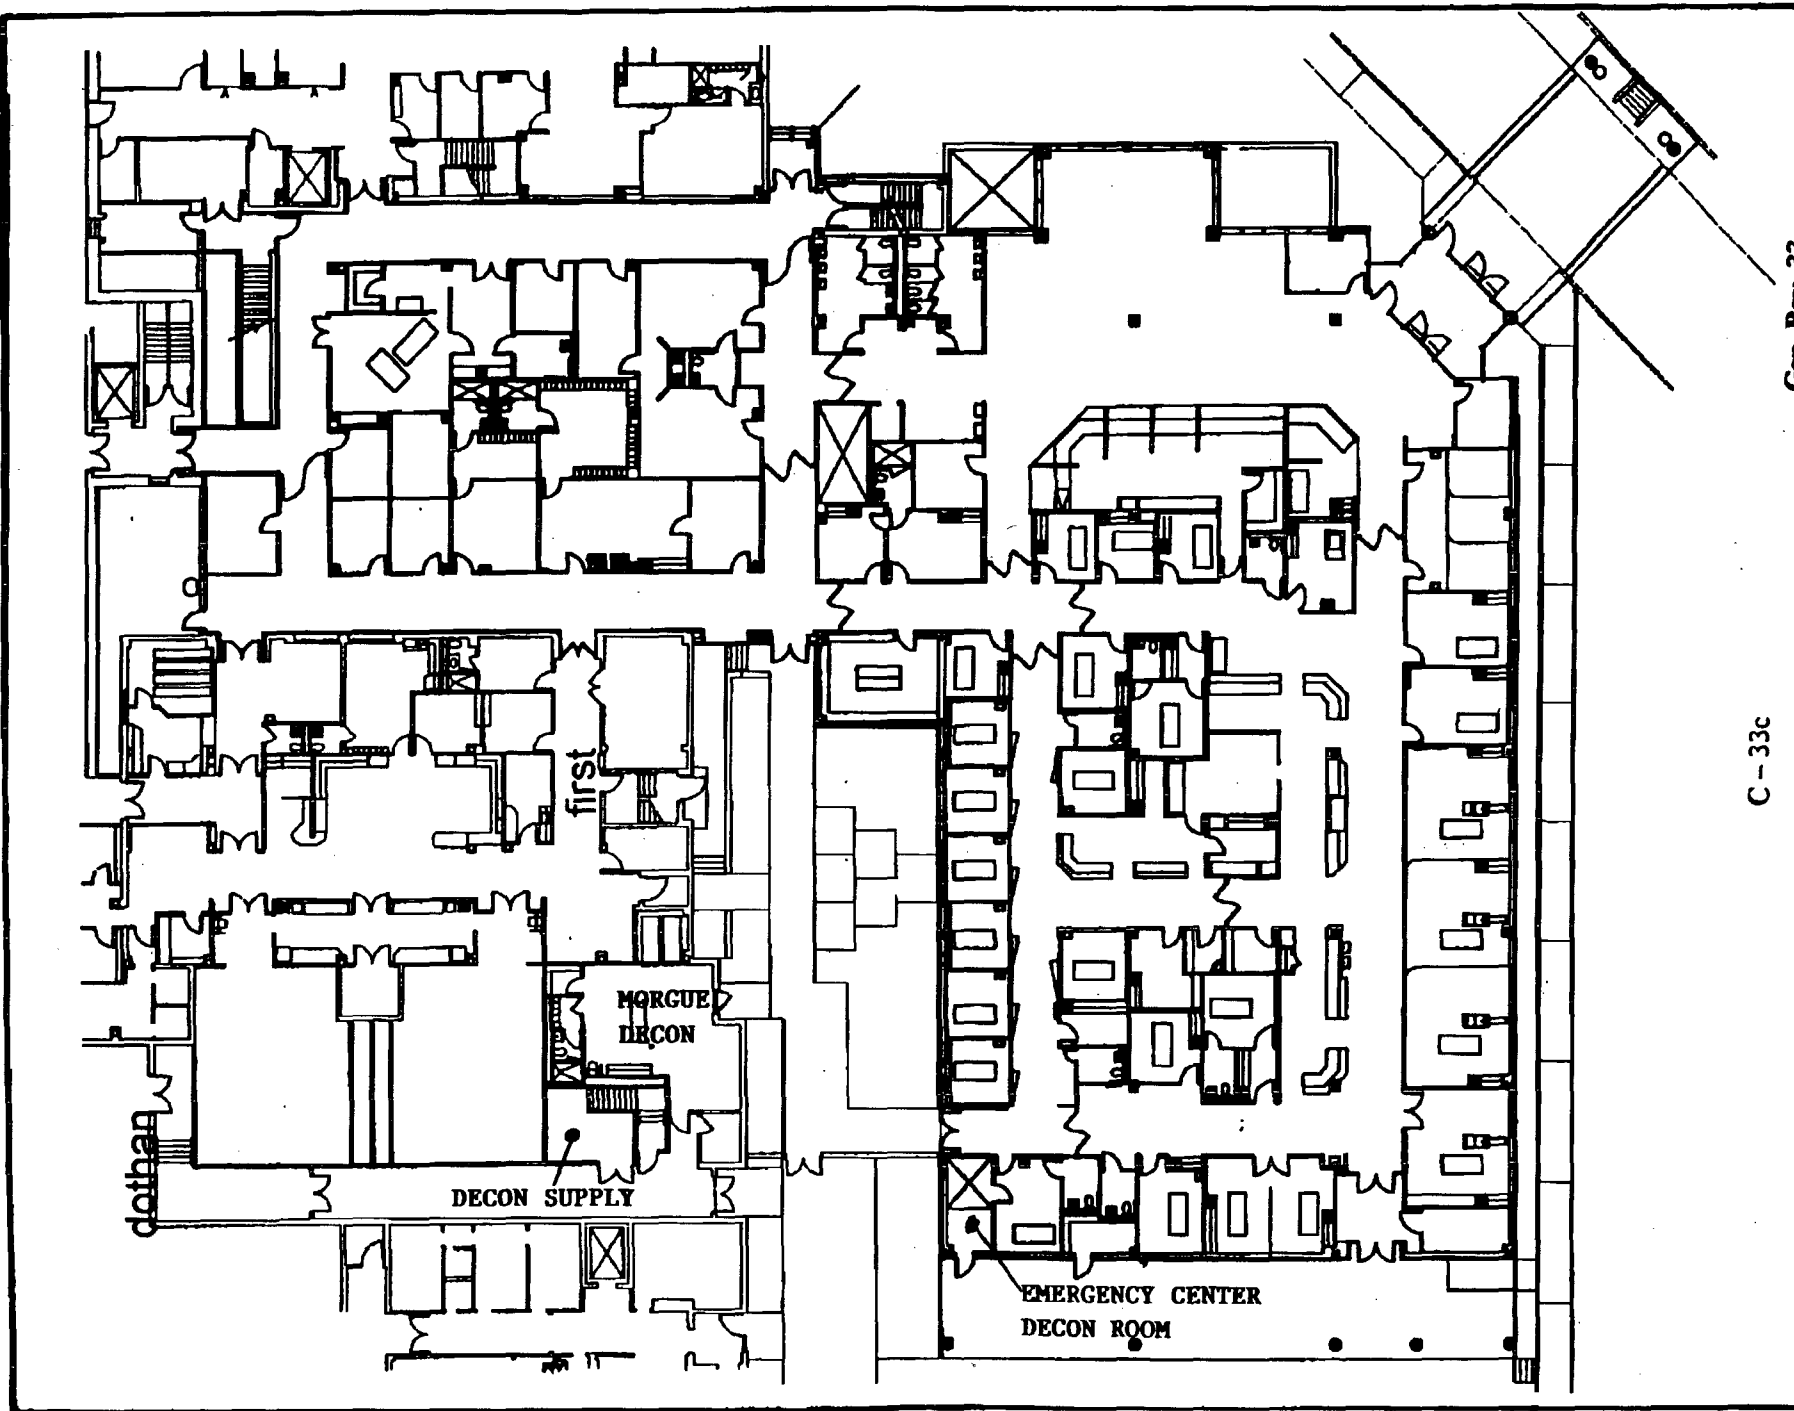 first
MORGUE
DECON
dothan
DECON SUPPLY
EMERGENCY CENTER
DECON ROOM
C-33c